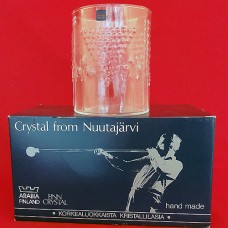 Crystal from Nuutajärvi
ARABIA
FINLAND
FINN
CRYSTAL
hand made
• KORKEALUOKKAISTA KRISTALLILASIA •